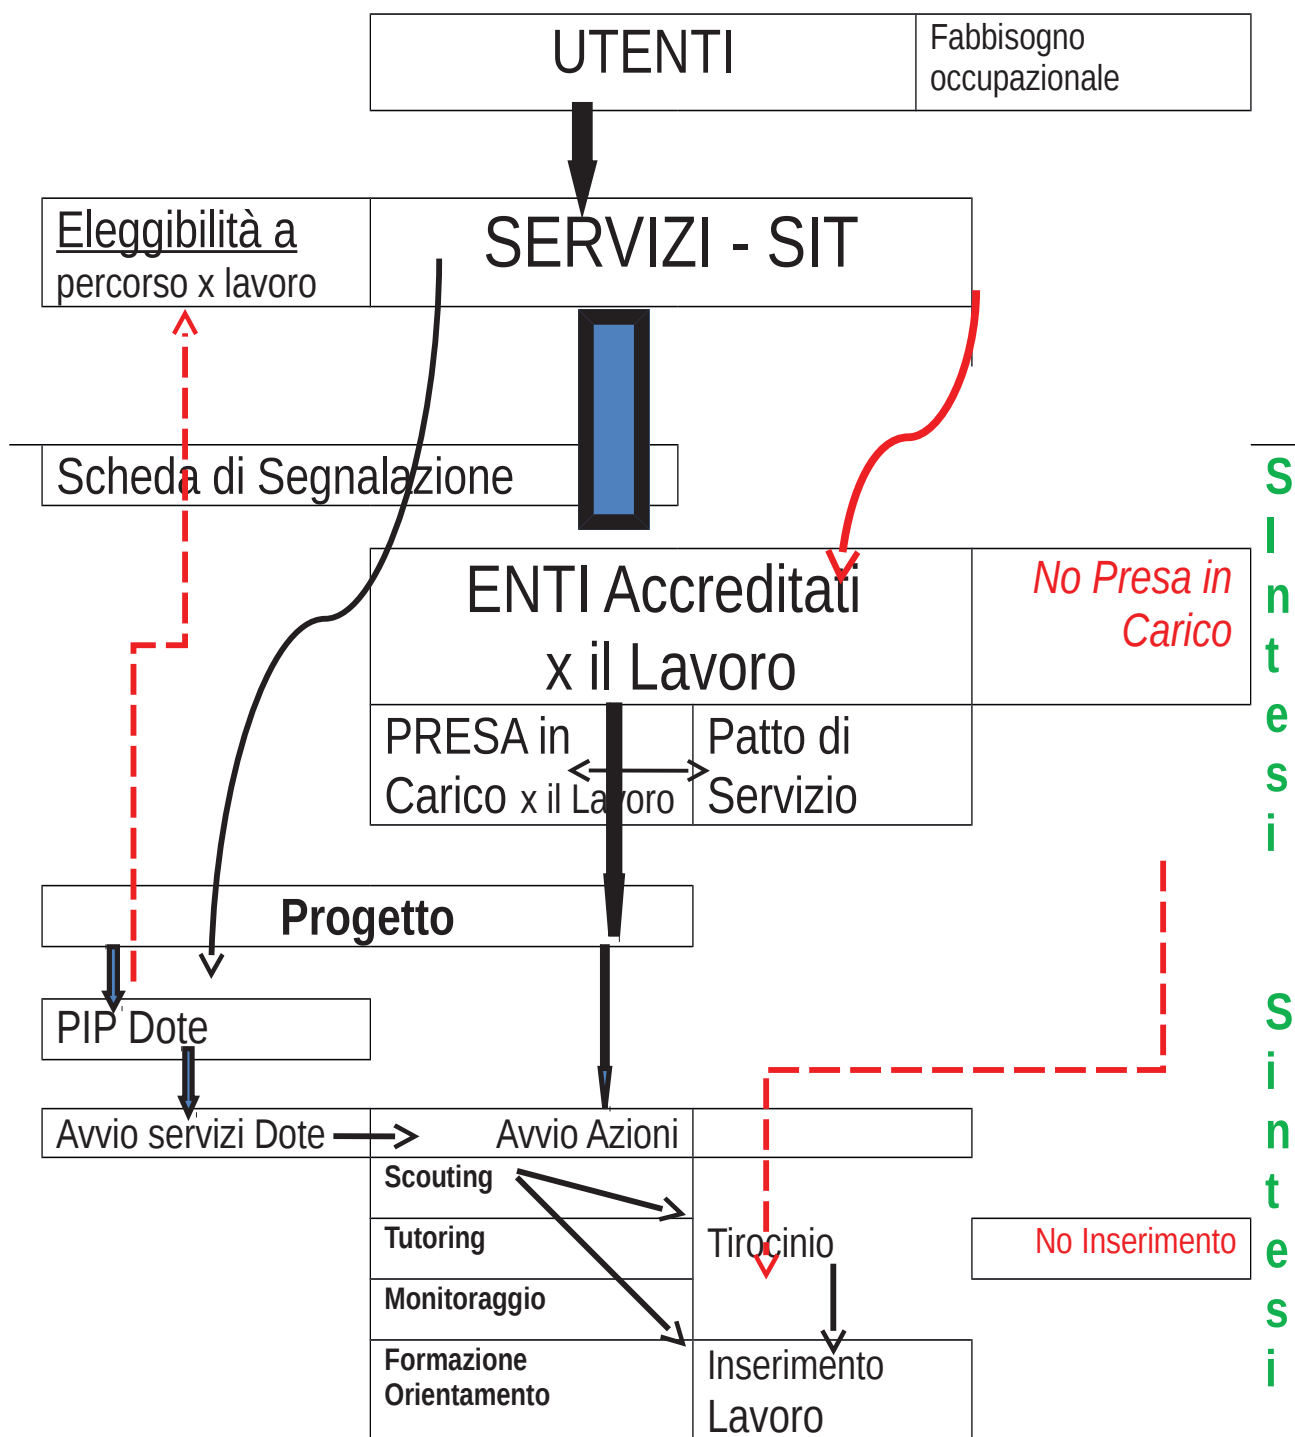 UTENTI
Fabbisogno
occupazionale
Eleggibilità a
percorso x lavoro
SERVIZI - SIT
Scheda di Segnalazione
ENTI Accreditati
x il Lavoro
No Presa in
Carico
PRESA in
Carico x il Lavoro
Patto di
Servizio
Progetto
PIP Dote
Avvio servizi Dote
Avvio Azioni
Scouting
Tutoring
Tirocinio
No Inserimento
Monitoraggio
Formazione
Orientamento
Inserimento
Lavoro
S
I
n
t
e
s
i
S
i
n
t
e
s
i